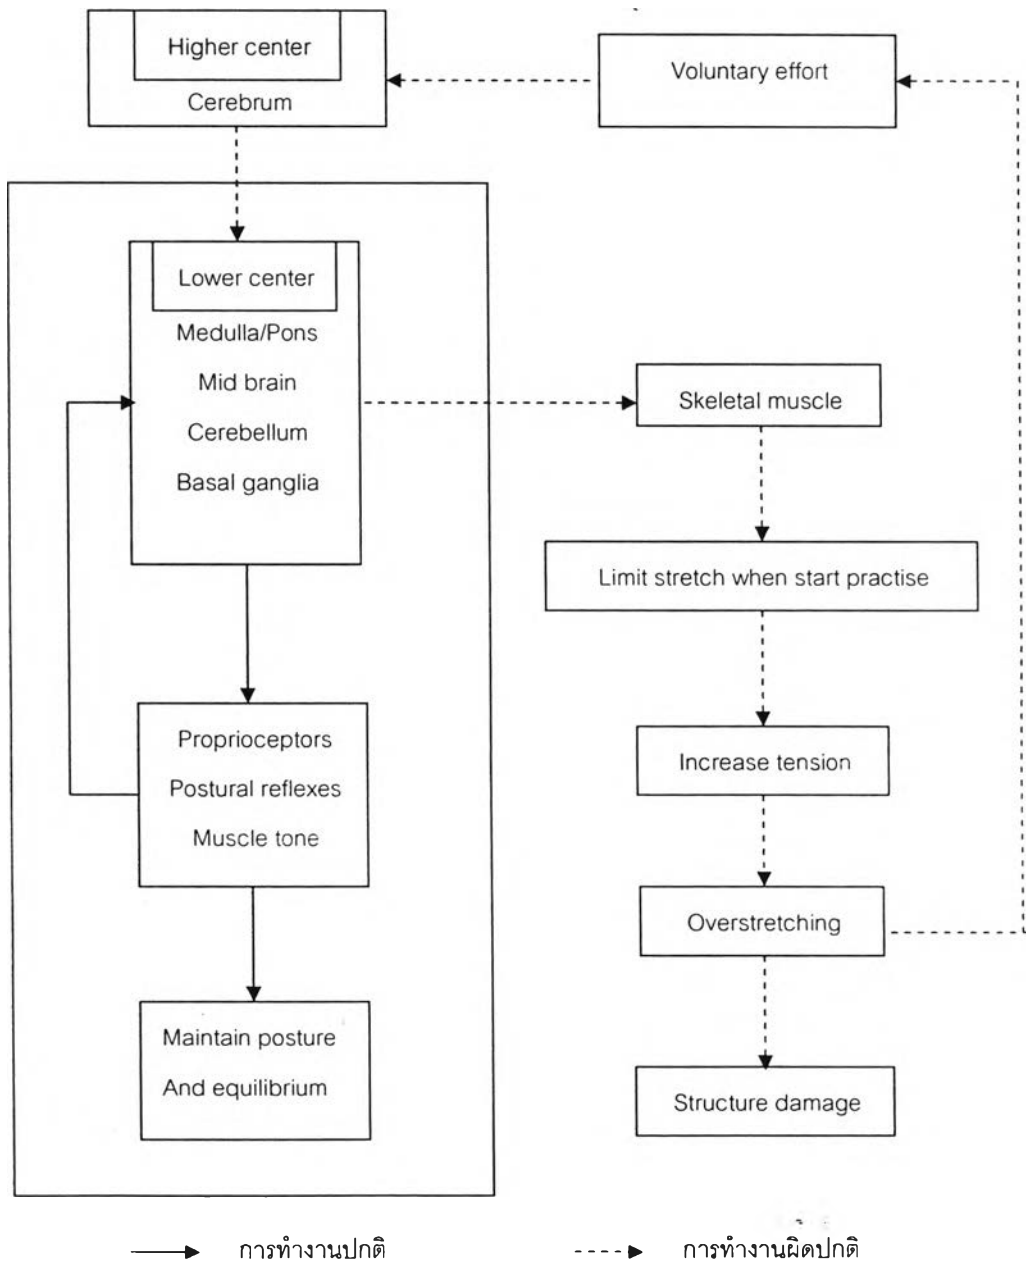 Higher center
Cerebrum
Voluntary effort
Lower center
Medulla/Pons
Mid brain
Cerebellum
Basal ganglia
Skeletal muscle
Limit stretch when start practise
Proprioceptors
Postural reflexes
Muscle tone
Increase tension
Overstretching
Maintain posture
And equilibrium
Structure damage
การทำงานปกติ
การทำงานผิดปกติ